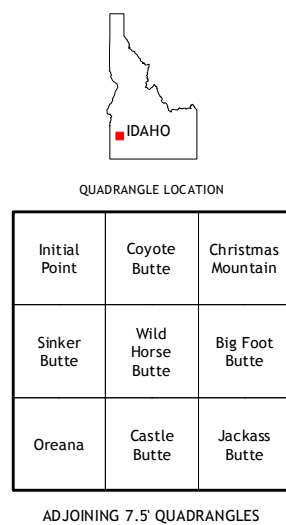 IDAHO
QUADRANGLE LOCATION
Initial
Point
Coyote
Butte
Christmas
Mountain
Sinker
Butte
Wild
Horse
Butte
Big Foot
Butte
Oreana
Castle
Butte
Jackass
Butte
ADJOINING 7.5' QUADRANGLES